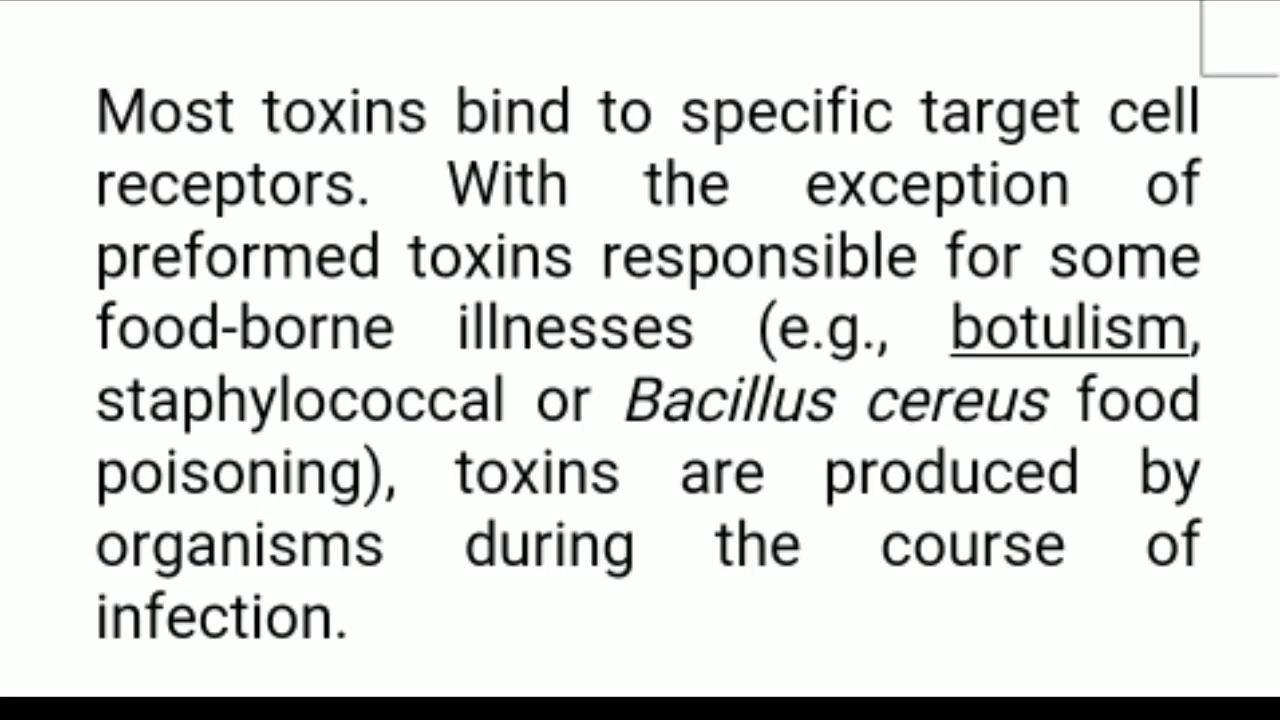 Most toxins bind to specific target cell
receptors. With the exception of
preformed toxins responsible for some
food-borne illnesses (e.g., botulism,
staphylococcal or Bacillus cereus food
poisoning), toxins are produced by
organisms during the course of
infection.